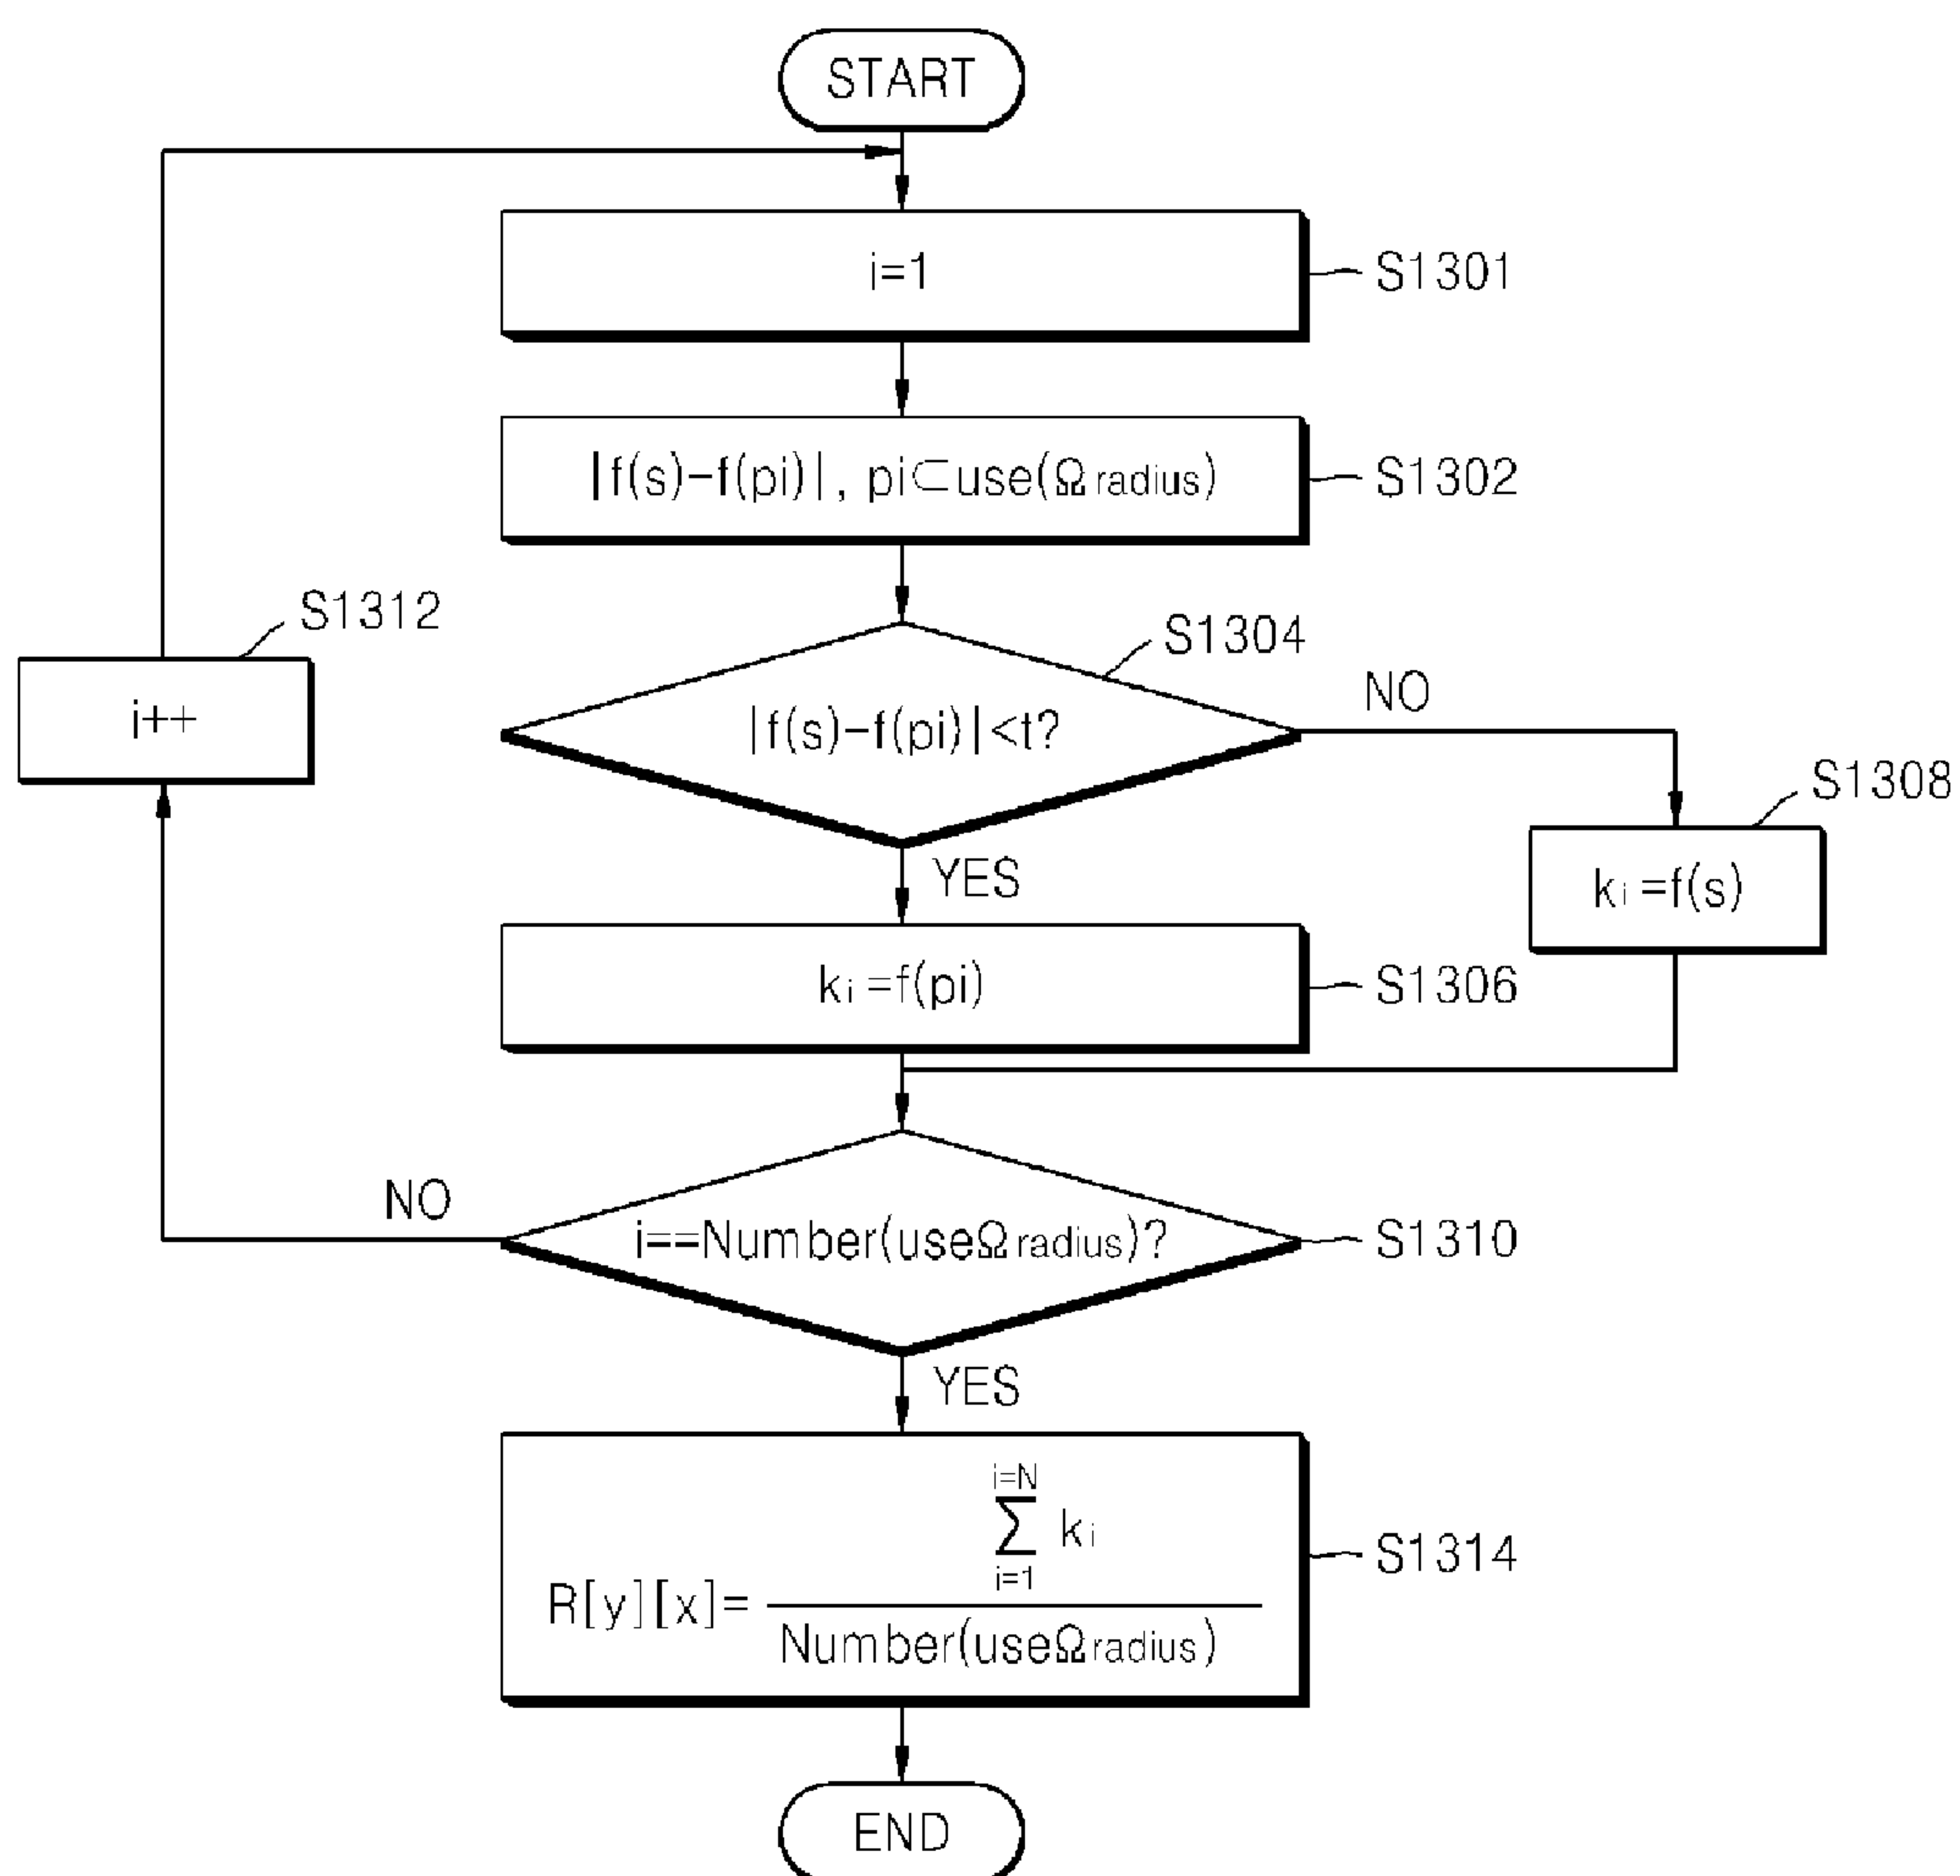 START
i=1
S1301
|f(s)-f(pi)|, pi⊂use(Ωradius)
S1302
S1312
i++
S1304
|f(s)-f(pi)|<t?
NO
S1308
ki=f(s)
YES
ki=f(pi)
S1306
NO
i==Number(useΩradius)?
S1310
YES
i=N
∑ ki
i=1
R[y][x]=
Number(useΩradius)
S1314
END